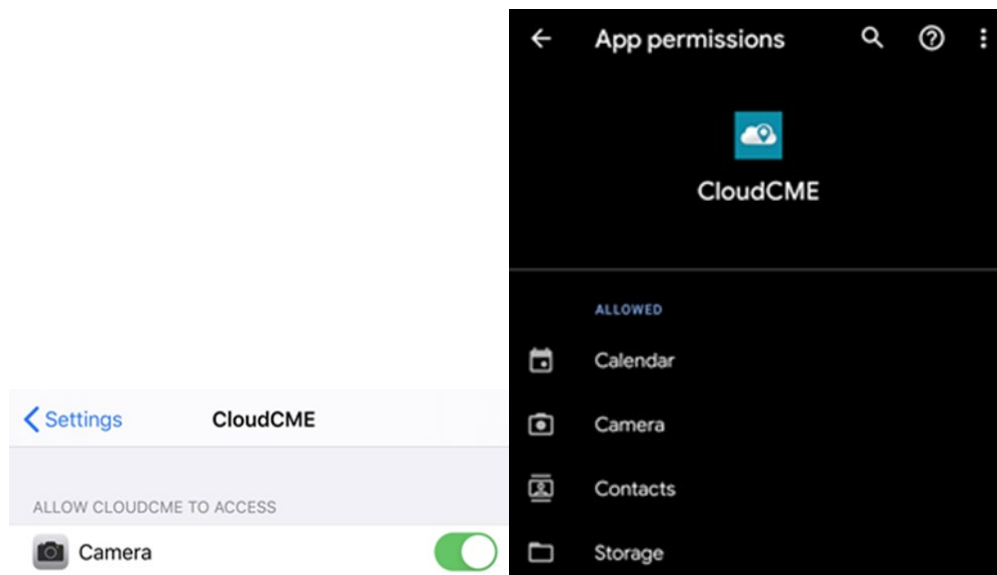 Settings
CloudCME
ALLOW CLOUDCME TO ACCESS
Camera
App permissions
CloudCME
ALLOWED
Calendar
Camera
Contacts
Storage